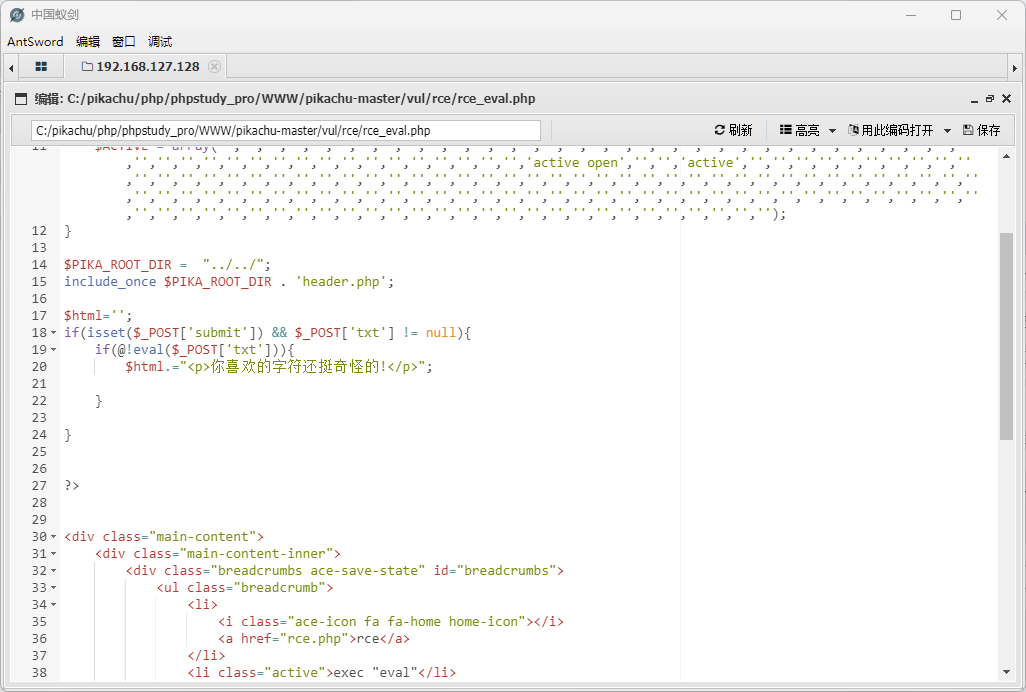 中国蚁剑
AntSword 编辑 窗口 调试
192.168.127.128
编辑: C:/pikachu/php/phpstudy_pro/WWW/pikachu-master/vul/rce/rce_eval.php
C:/pikachu/php/phpstudy_pro/WWW/pikachu-master/vul/rce/rce_eval.php 刷新 高亮 用此编码打开 保存
11 $ACTIVE = array('','','','','','','','','','','','','','','','','','','','','','','','','','','','','','','',''
,'','','','','','','','','','','','','','','','','','active open','','','active','','','','','','','','','',''
,'','','','','','','','','','','','','','','','','','','','','','','','','','','','','','','','','','','','',''
,'','','','','','','','','','','','','','','','','','','','','','','','','','','','','','','','','','','','',''
,'','','','','','','','','','','','','','','','','','','','','','','','','','','','');
12 }
13
14 $PIKA_ROOT_DIR =  "../../";
15 include_once $PIKA_ROOT_DIR . 'header.php';
16
17 $html='';
18 if(isset($_POST['submit']) && $_POST['txt'] != null){
19 if(@!eval($_POST['txt'])){
20 $html.="<p>你喜欢的字符还挺奇怪的!</p>";
21
22 }
23
24 }
25
26
27 ?>
28
29
30 <div class="main-content">
31 <div class="main-content-inner">
32 <div class="breadcrumbs ace-save-state" id="breadcrumbs">
33 <ul class="breadcrumb">
34 <li>
35 <i class="ace-icon fa fa-home home-icon"></i>
36 <a href="rce.php">rce</a>
37 </li>
38 <li class="active">exec "eval"</li>